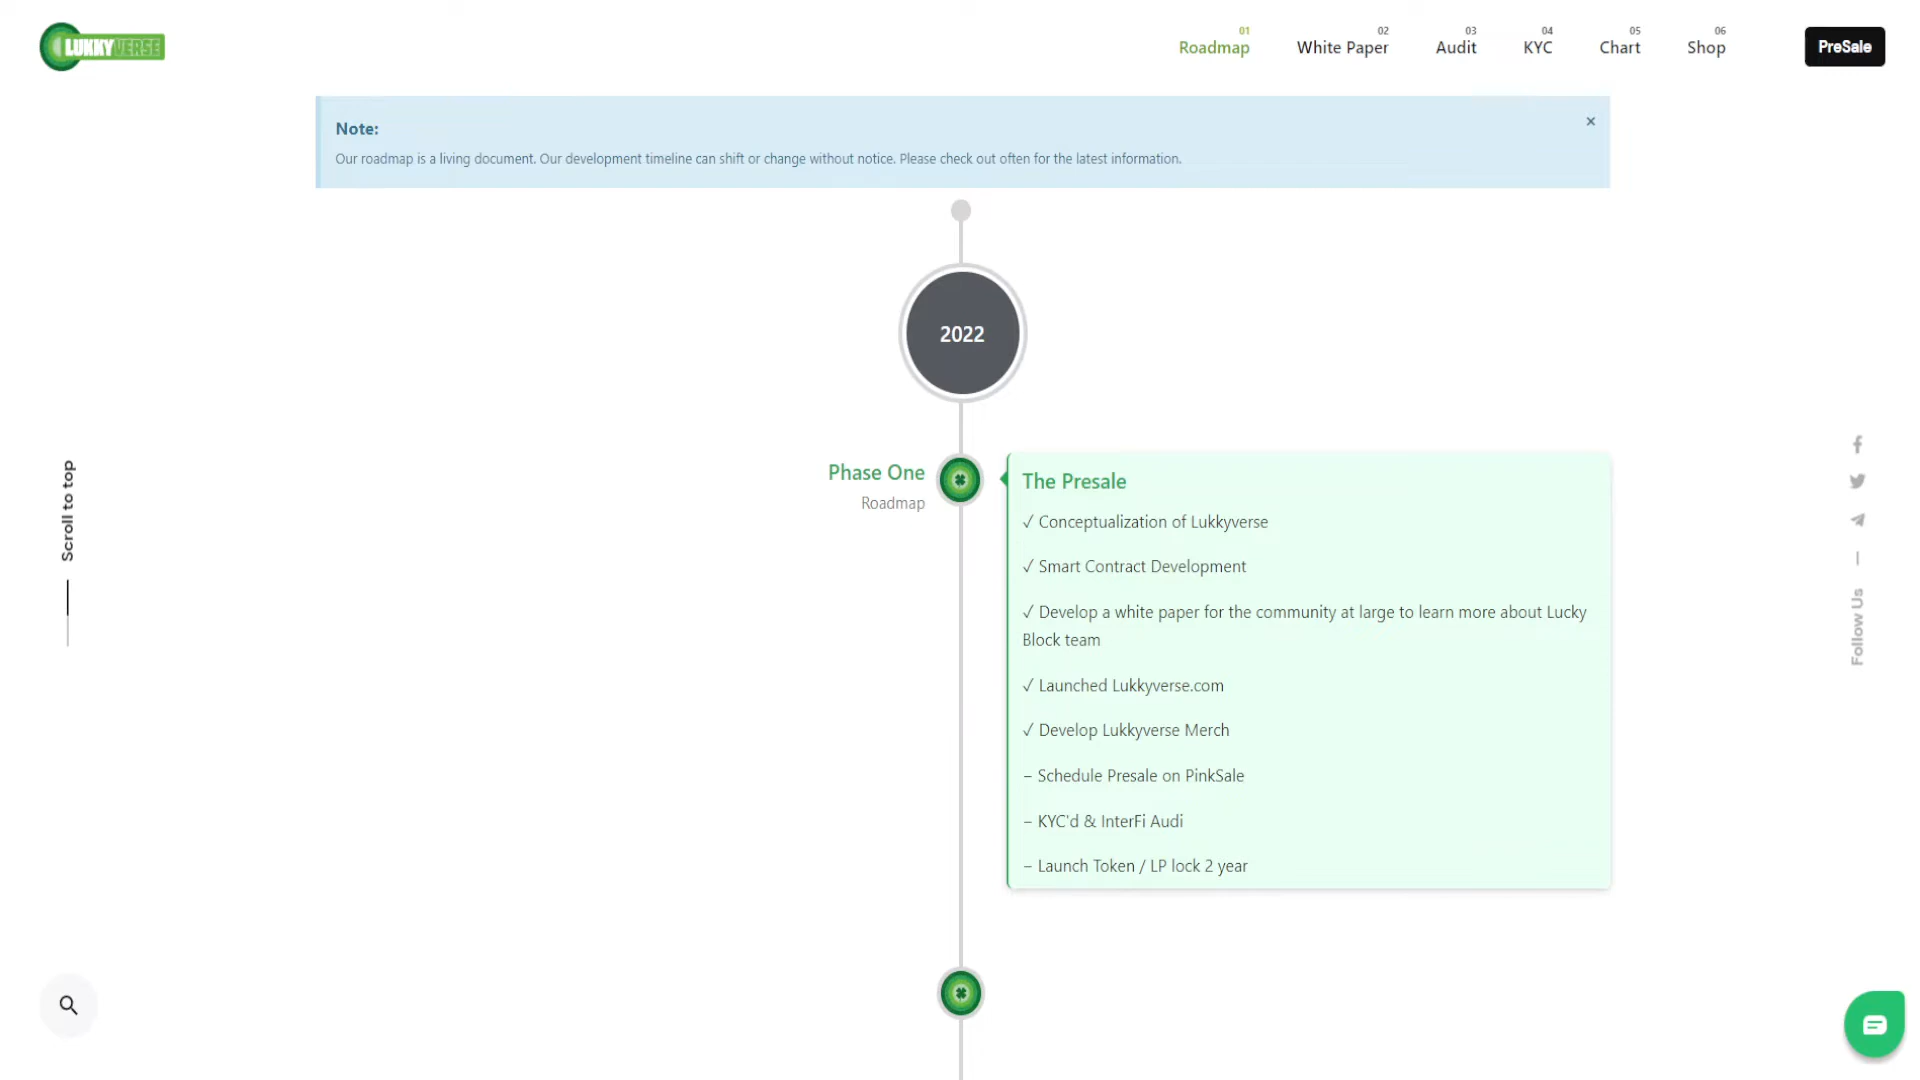 LUKKYVERSE
01
Roadmap
02
White Paper
03
Audit
04
KYC
05
Chart
06
Shop
PreSale
Note:
×
Our roadmap is a living document. Our development timeline can shift or change without notice. Please check out often for the latest information.
2022
Phase One
Roadmap
The Presale
✓ Conceptualization of Lukkyverse
✓ Smart Contract Development
✓ Develop a white paper for the community at large to learn more about Lucky
Block team
✓ Launched Lukkyverse.com
✓ Develop Lukkyverse Merch
– Schedule Presale on PinkSale
– KYC'd & InterFi Audi
– Launch Token / LP lock 2 year
Scroll to top
Follow Us